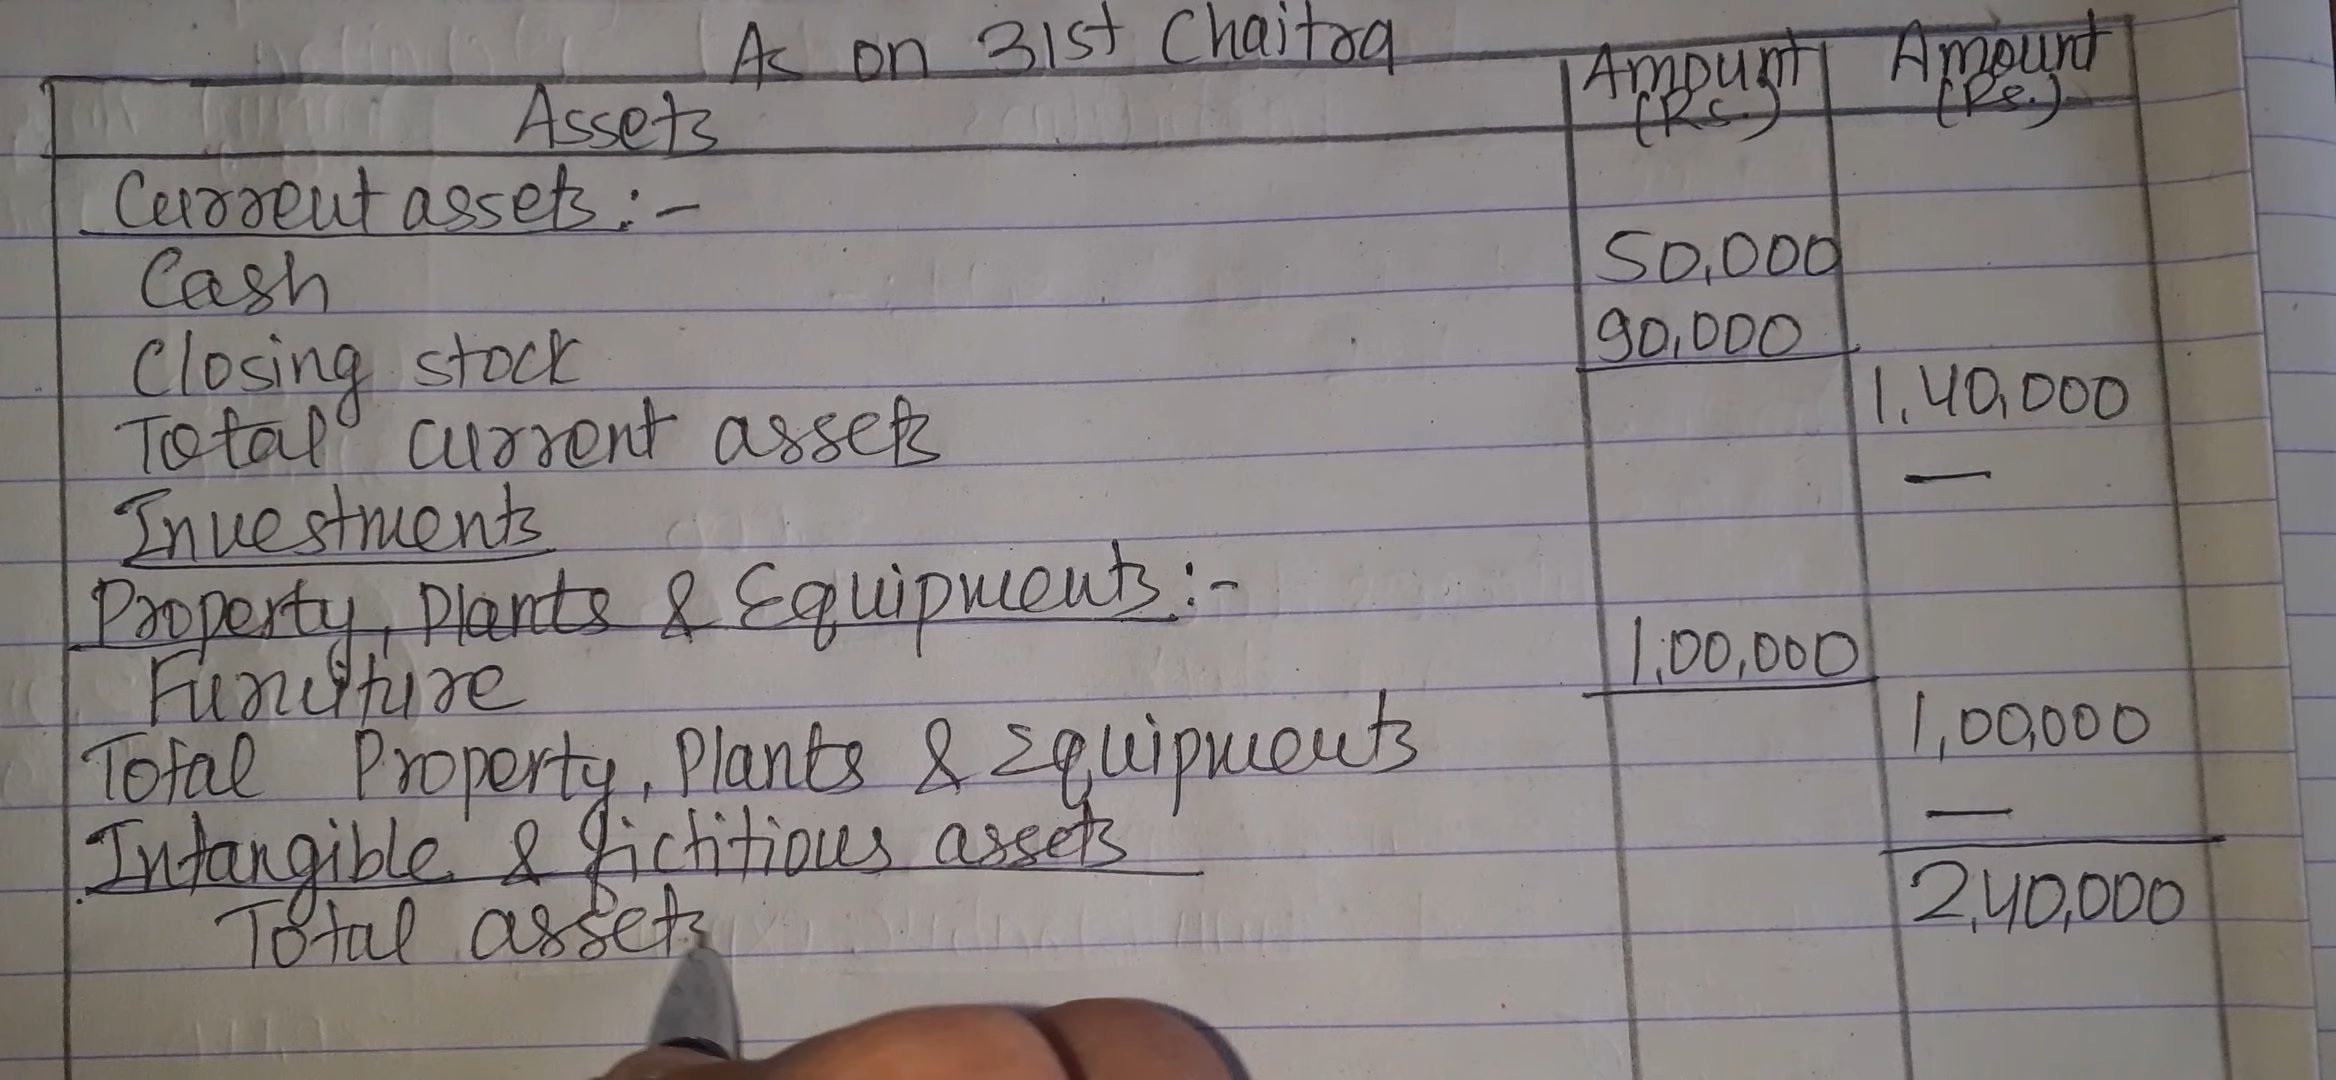 As on 31st Chaitra
Assets Amount (Rs.) Amount (Rs.)
Current assets :-
Cash 50,000
Closing stock 90,000
Total current assets 1,40,000
Investments —
Property, Plants & Equipments :-
Furniture 1,00,000
Total Property, Plants & Equipments 1,00,000
Intangible & fictitious assets —
Total assets 2,40,000